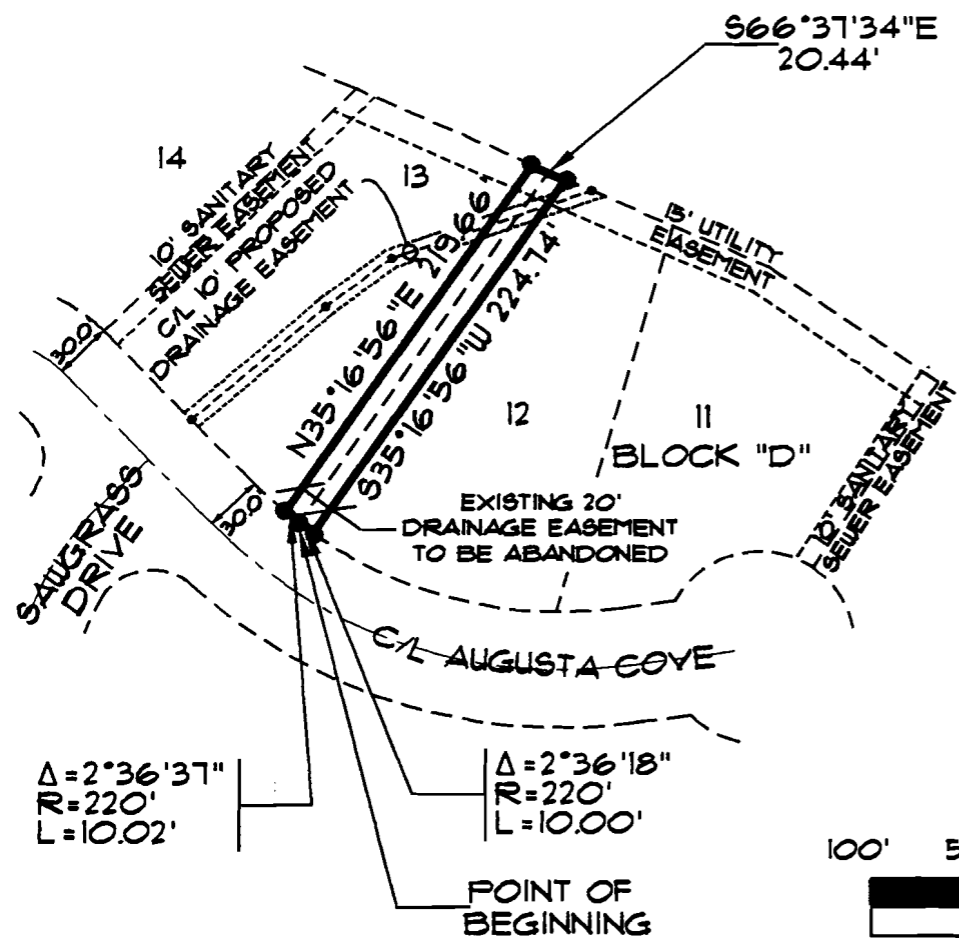 S66°37'34"E
20.44'
14
13
10' SANITARY
SEWER EASEMENT
C/L 10' PROPOSED
DRAINAGE EASEMENT
N35°16'56"E 219.66'
S35°16'56"W 224.74'
15' UTILITY
EASEMENT
30.0'
12
11
BLOCK "D"
10' SANITARY
SEWER EASEMENT
30.0'
EXISTING 20'
DRAINAGE EASEMENT
TO BE ABANDONED
SAWGRASS
DRIVE
C/L AUGUSTA COVE
Δ=2°36'37"
R=220'
L=10.02'
Δ=2°36'18"
R=220'
L=10.00'
POINT OF
BEGINNING
100' 5